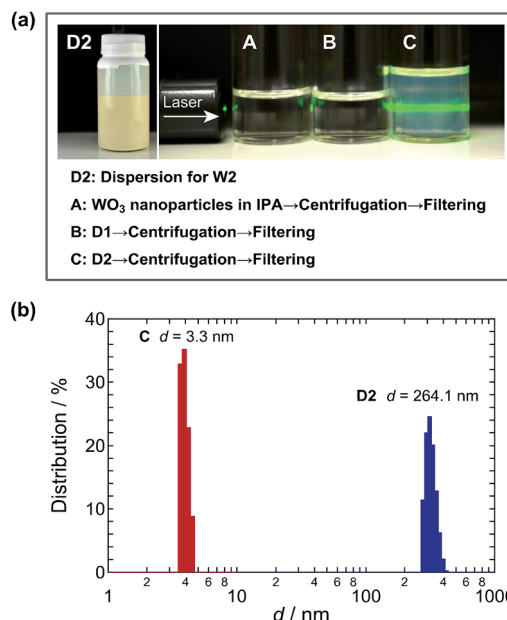 (a)
D2
Laser
A
B
C
D2: Dispersion for W2
A: WO₃ nanoparticles in IPA→Centrifugation→Filtering
B: D1→Centrifugation→Filtering
C: D2→Centrifugation→Filtering
(b)
40
30
20
10
0
Distribution / %
C d = 3.3 nm
D2 d = 264.1 nm
1
2
4
6
8
10
2
4
6
8
100
2
4
6
8
1000
d / nm